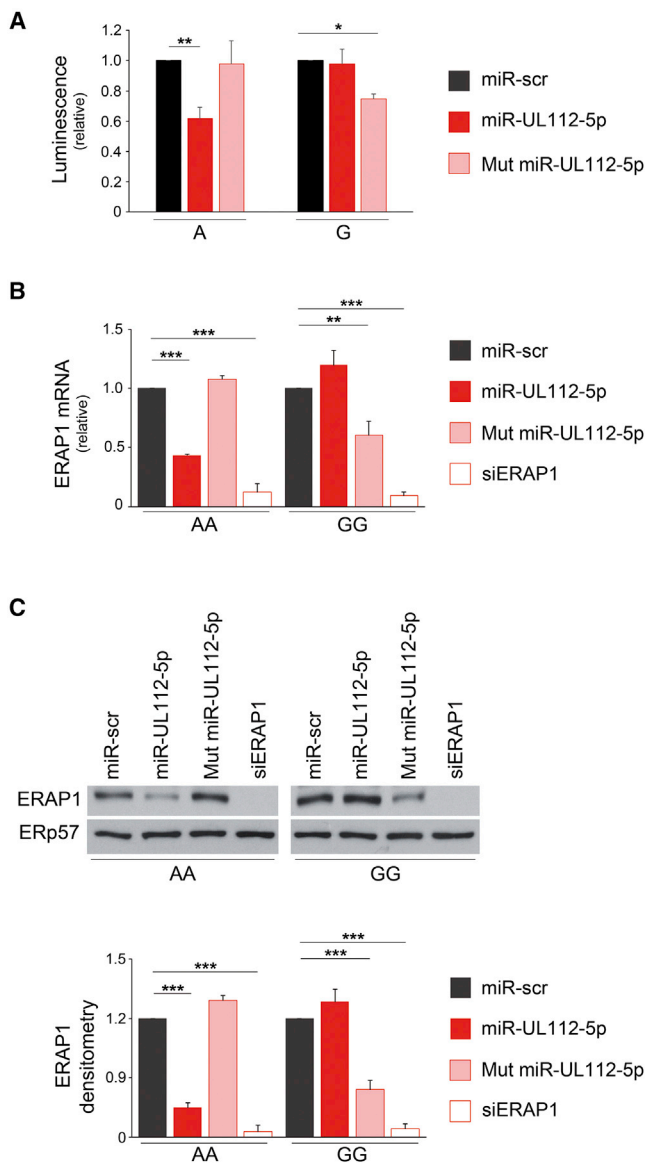 A
Luminescence
(relative)
1.2
1.0
0.8
0.6
0.4
0.2
0
**
*
A
G
miR-scr
miR-UL112-5p
Mut miR-UL112-5p
B
ERAP1 mRNA
(relative)
1.5
1.0
0.5
0
***
***
***
**
AA
GG
miR-scr
miR-UL112-5p
Mut miR-UL112-5p
siERAP1
C
miR-scr
miR-UL112-5p
Mut miR-UL112-5p
siERAP1
miR-scr
miR-UL112-5p
Mut miR-UL112-5p
siERAP1
ERAP1
ERp57
AA
GG
ERAP1
densitometry
1.5
1.2
0.9
0
***
***
***
***
AA
GG
miR-scr
miR-UL112-5p
Mut miR-UL112-5p
siERAP1